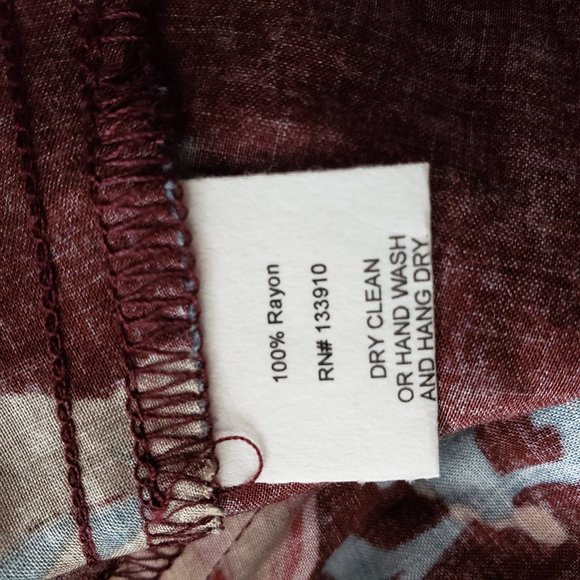 100% Rayon
RN# 133910
DRY CLEAN
OR HAND WASH
AND HANG DRY